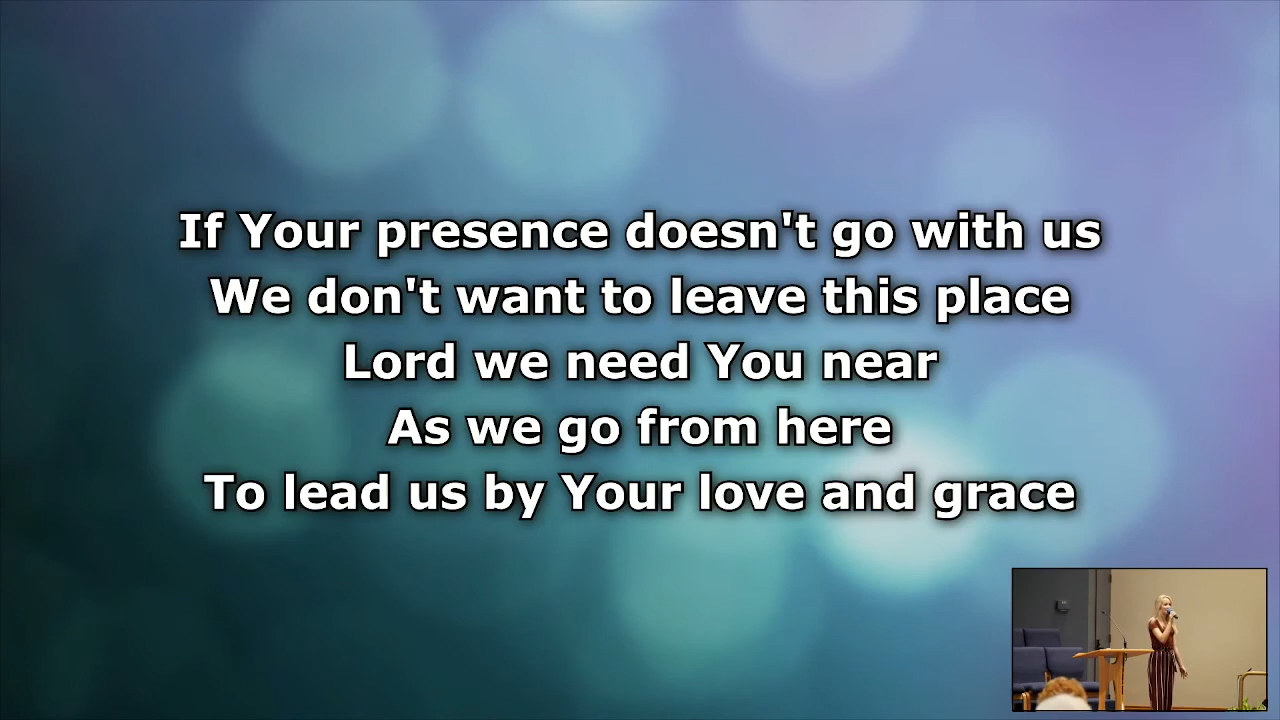 If Your presence doesn't go with us
We don't want to leave this place
Lord we need You near
As we go from here
To lead us by Your love and grace